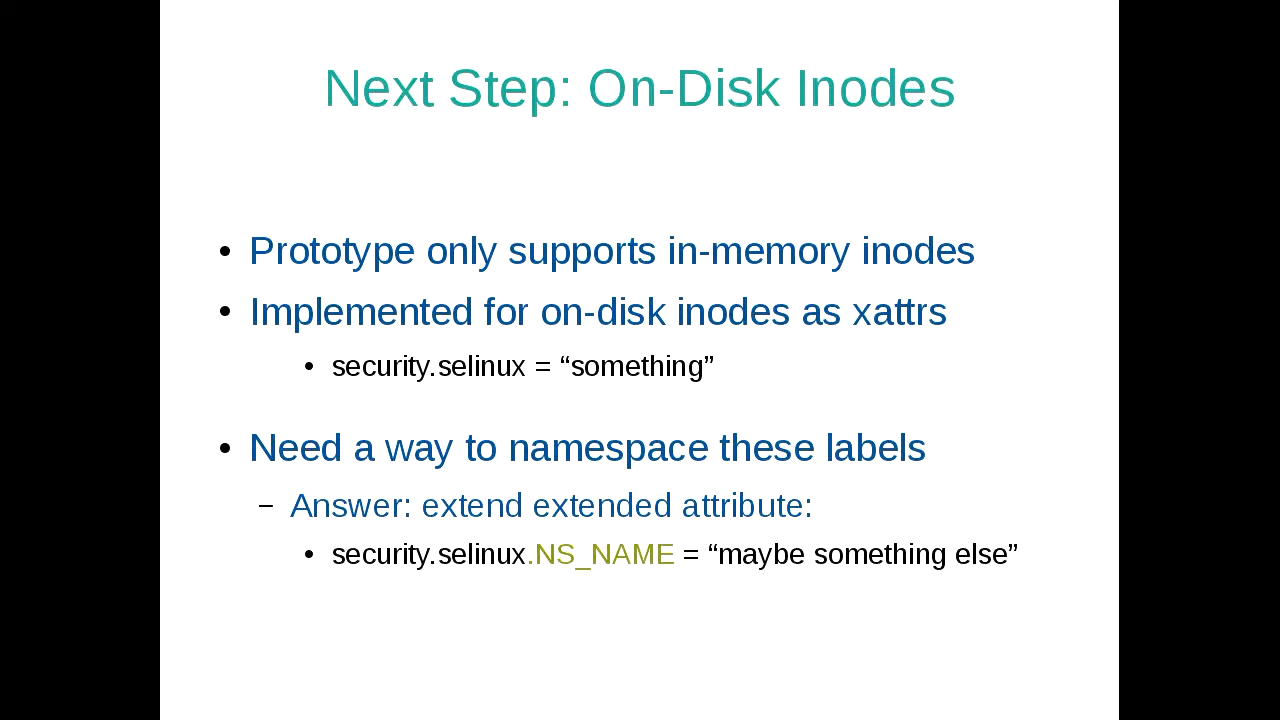 Next Step: On-Disk Inodes
• Prototype only supports in-memory inodes
• Implemented for on-disk inodes as xattrs
• security.selinux = “something”
• Need a way to namespace these labels
– Answer: extend extended attribute:
• security.selinux.NS_NAME = “maybe something else”